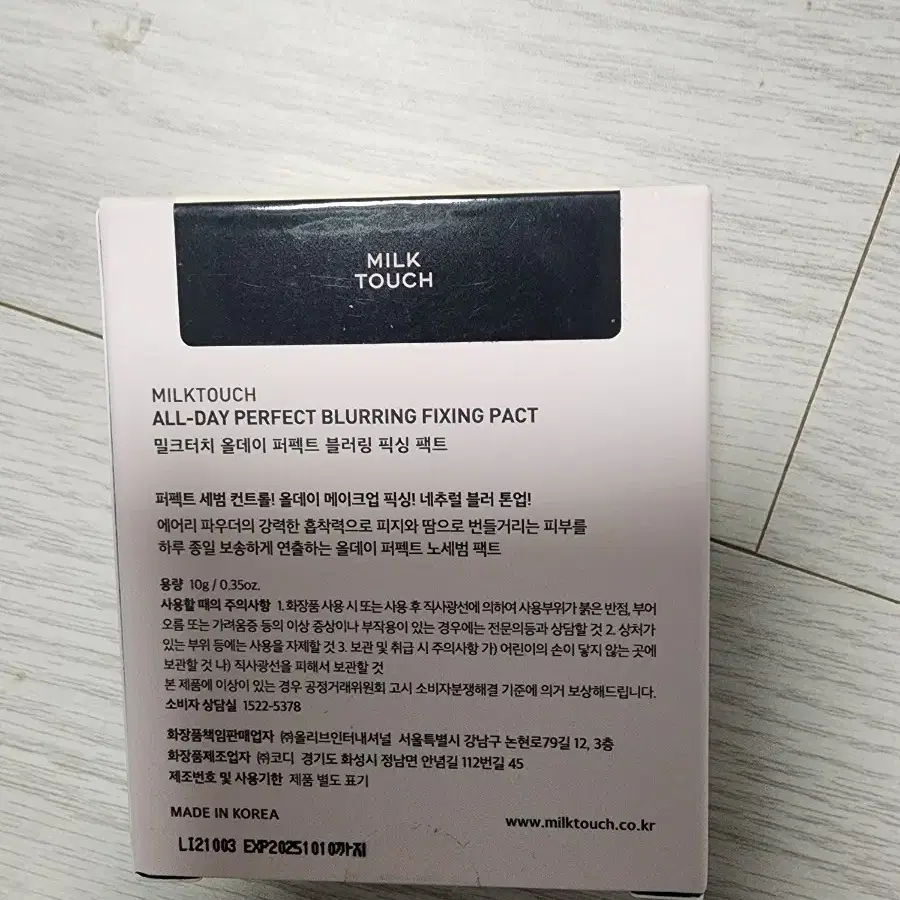 MILK
TOUCH
MILKTOUCH
ALL-DAY PERFECT BLURRING FIXING PACT
밀크터치 올데이 퍼펙트 블러링 픽싱 팩트
퍼펙트 세범 컨트롤! 올데이 메이크업 픽싱! 네추럴 블러 톤업!
에어리 파우더의 강력한 흡착력으로 피지와 땀으로 번들거리는 피부를
하루 종일 보송하게 연출하는 올데이 퍼펙트 노세범 팩트
용량 10g / 0.35oz.
사용할 때의 주의사항 1. 화장품 사용 시 또는 사용 후 직사광선에 의하여 사용부위가 붉은 반점, 부어
오름 또는 가려움증 등의 이상 증상이나 부작용이 있는 경우에는 전문의등과 상담할 것 2. 상처가
있는 부위 등에는 사용을 자제할 것 3. 보관 및 취급 시 주의사항 가) 어린이의 손이 닿지 않는 곳에
보관할 것 나) 직사광선을 피해서 보관할 것
본 제품에 이상이 있는 경우 공정거래위원회 고시 소비자분쟁해결 기준에 의거 보상해드립니다.
소비자 상담실 1522-5378
화장품책임판매업자 ㈜올리브인터내셔널 서울특별시 강남구 논현로79길 12, 3층
화장품제조업자 ㈜코디 경기도 화성시 정남면 안녕길 112번길 45
제조번호 및 사용기한 제품 별도 표기
MADE IN KOREA
www.milktouch.co.kr
LI21003 EXP20251010까지